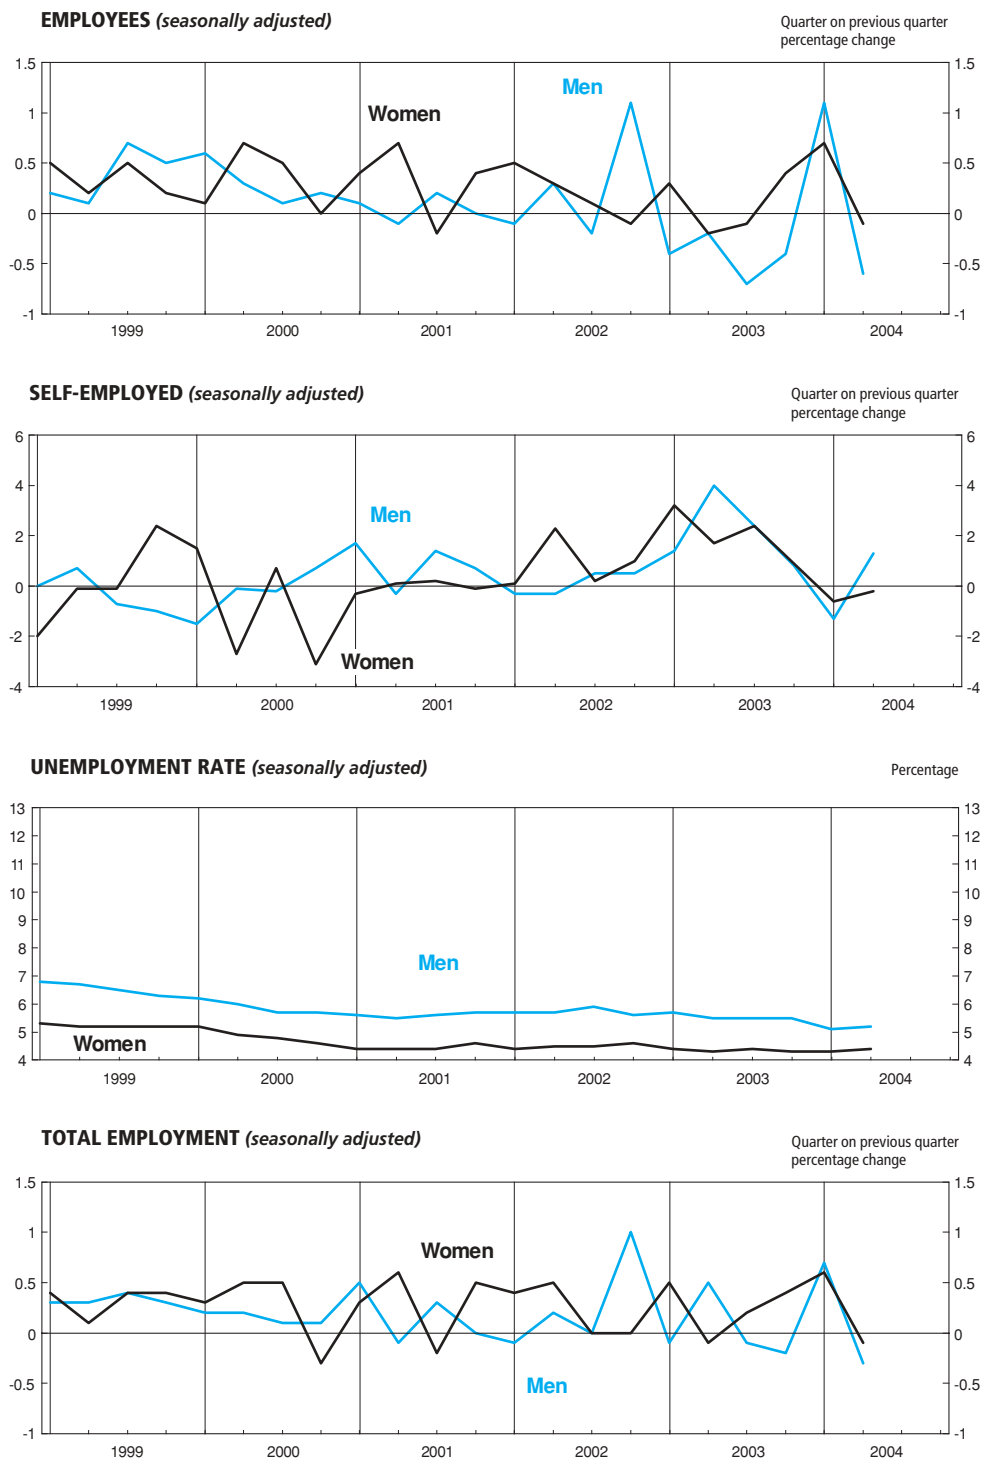 EMPLOYEES (seasonally adjusted)
Quarter on previous quarter
percentage change
1.5 1.5
Men
Women
1 1
0.5 0.5
0 0
-0.5 -0.5
-1 -1
1999 2000 2001 2002 2003 2004
SELF-EMPLOYED (seasonally adjusted)
Quarter on previous quarter
percentage change
6 6
4 4
Men
2 2
0 0
-2 -2
Women
-4 -4
1999 2000 2001 2002 2003 2004
UNEMPLOYMENT RATE (seasonally adjusted)
Percentage
13 13
12 12
11 11
10 10
9 9
8 8
Men
7 7
6 6
5 5
Women
4 4
1999 2000 2001 2002 2003 2004
TOTAL EMPLOYMENT (seasonally adjusted)
Quarter on previous quarter
percentage change
1.5 1.5
Women
1 1
0.5 0.5
0 0
Men
-0.5 -0.5
-1 -1
1999 2000 2001 2002 2003 2004